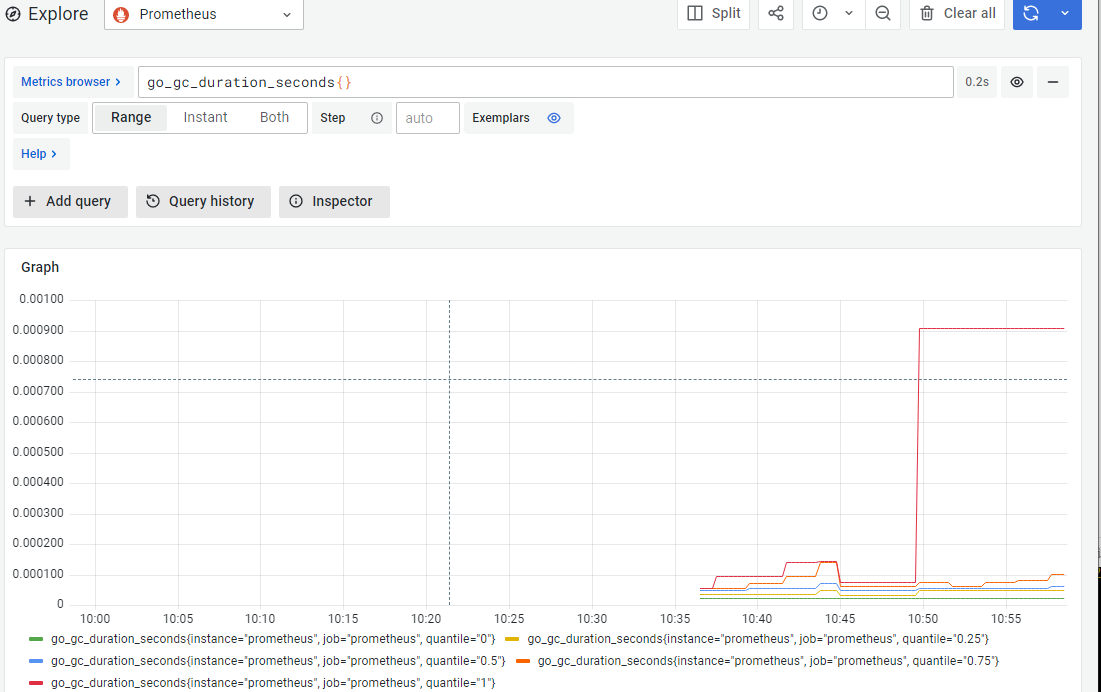 Explore Prometheus Split Clear all
Metrics browser > go_gc_duration_seconds{} 0.2s
Query type Range Instant Both Step auto Exemplars
Help >
+ Add query Query history Inspector
Graph
0.00100
0.000900
0.000800
0.000700
0.000600
0.000500
0.000400
0.000300
0.000200
0.000100
0
10:00 10:05 10:10 10:15 10:20 10:25 10:30 10:35 10:40 10:45 10:50 10:55
go_gc_duration_seconds{instance="prometheus", job="prometheus", quantile="0"} go_gc_duration_seconds{instance="prometheus", job="prometheus", quantile="0.25"}
go_gc_duration_seconds{instance="prometheus", job="prometheus", quantile="0.5"} go_gc_duration_seconds{instance="prometheus", job="prometheus", quantile="0.75"}
go_gc_duration_seconds{instance="prometheus", job="prometheus", quantile="1"}